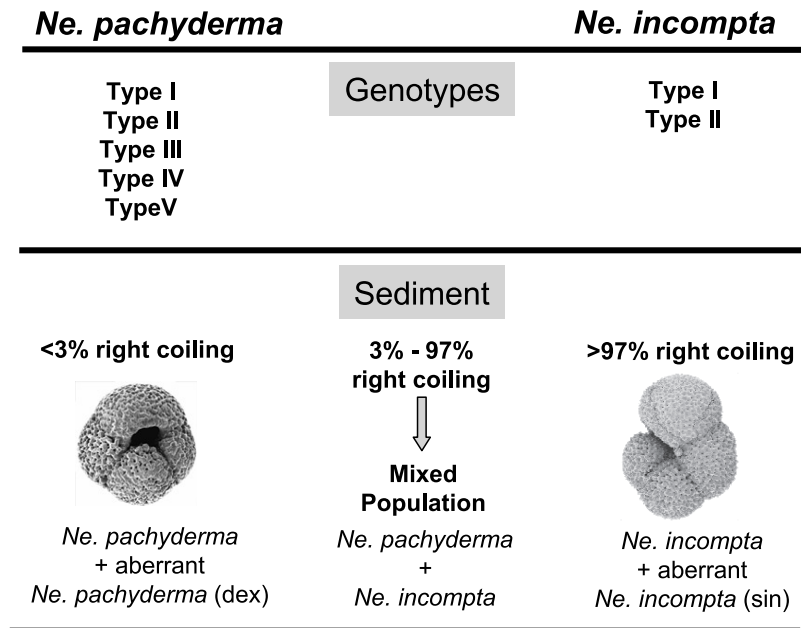 Ne. pachyderma
Ne. incompta
Genotypes
Type I
Type II
Type III
Type IV
TypeV
Type I
Type II
Sediment
<3% right coiling
Ne. pachyderma
+ aberrant
Ne. pachyderma (dex)
3% - 97%
right coiling
Mixed
Population
Ne. pachyderma
+
Ne. incompta
>97% right coiling
Ne. incompta
+ aberrant
Ne. incompta (sin)